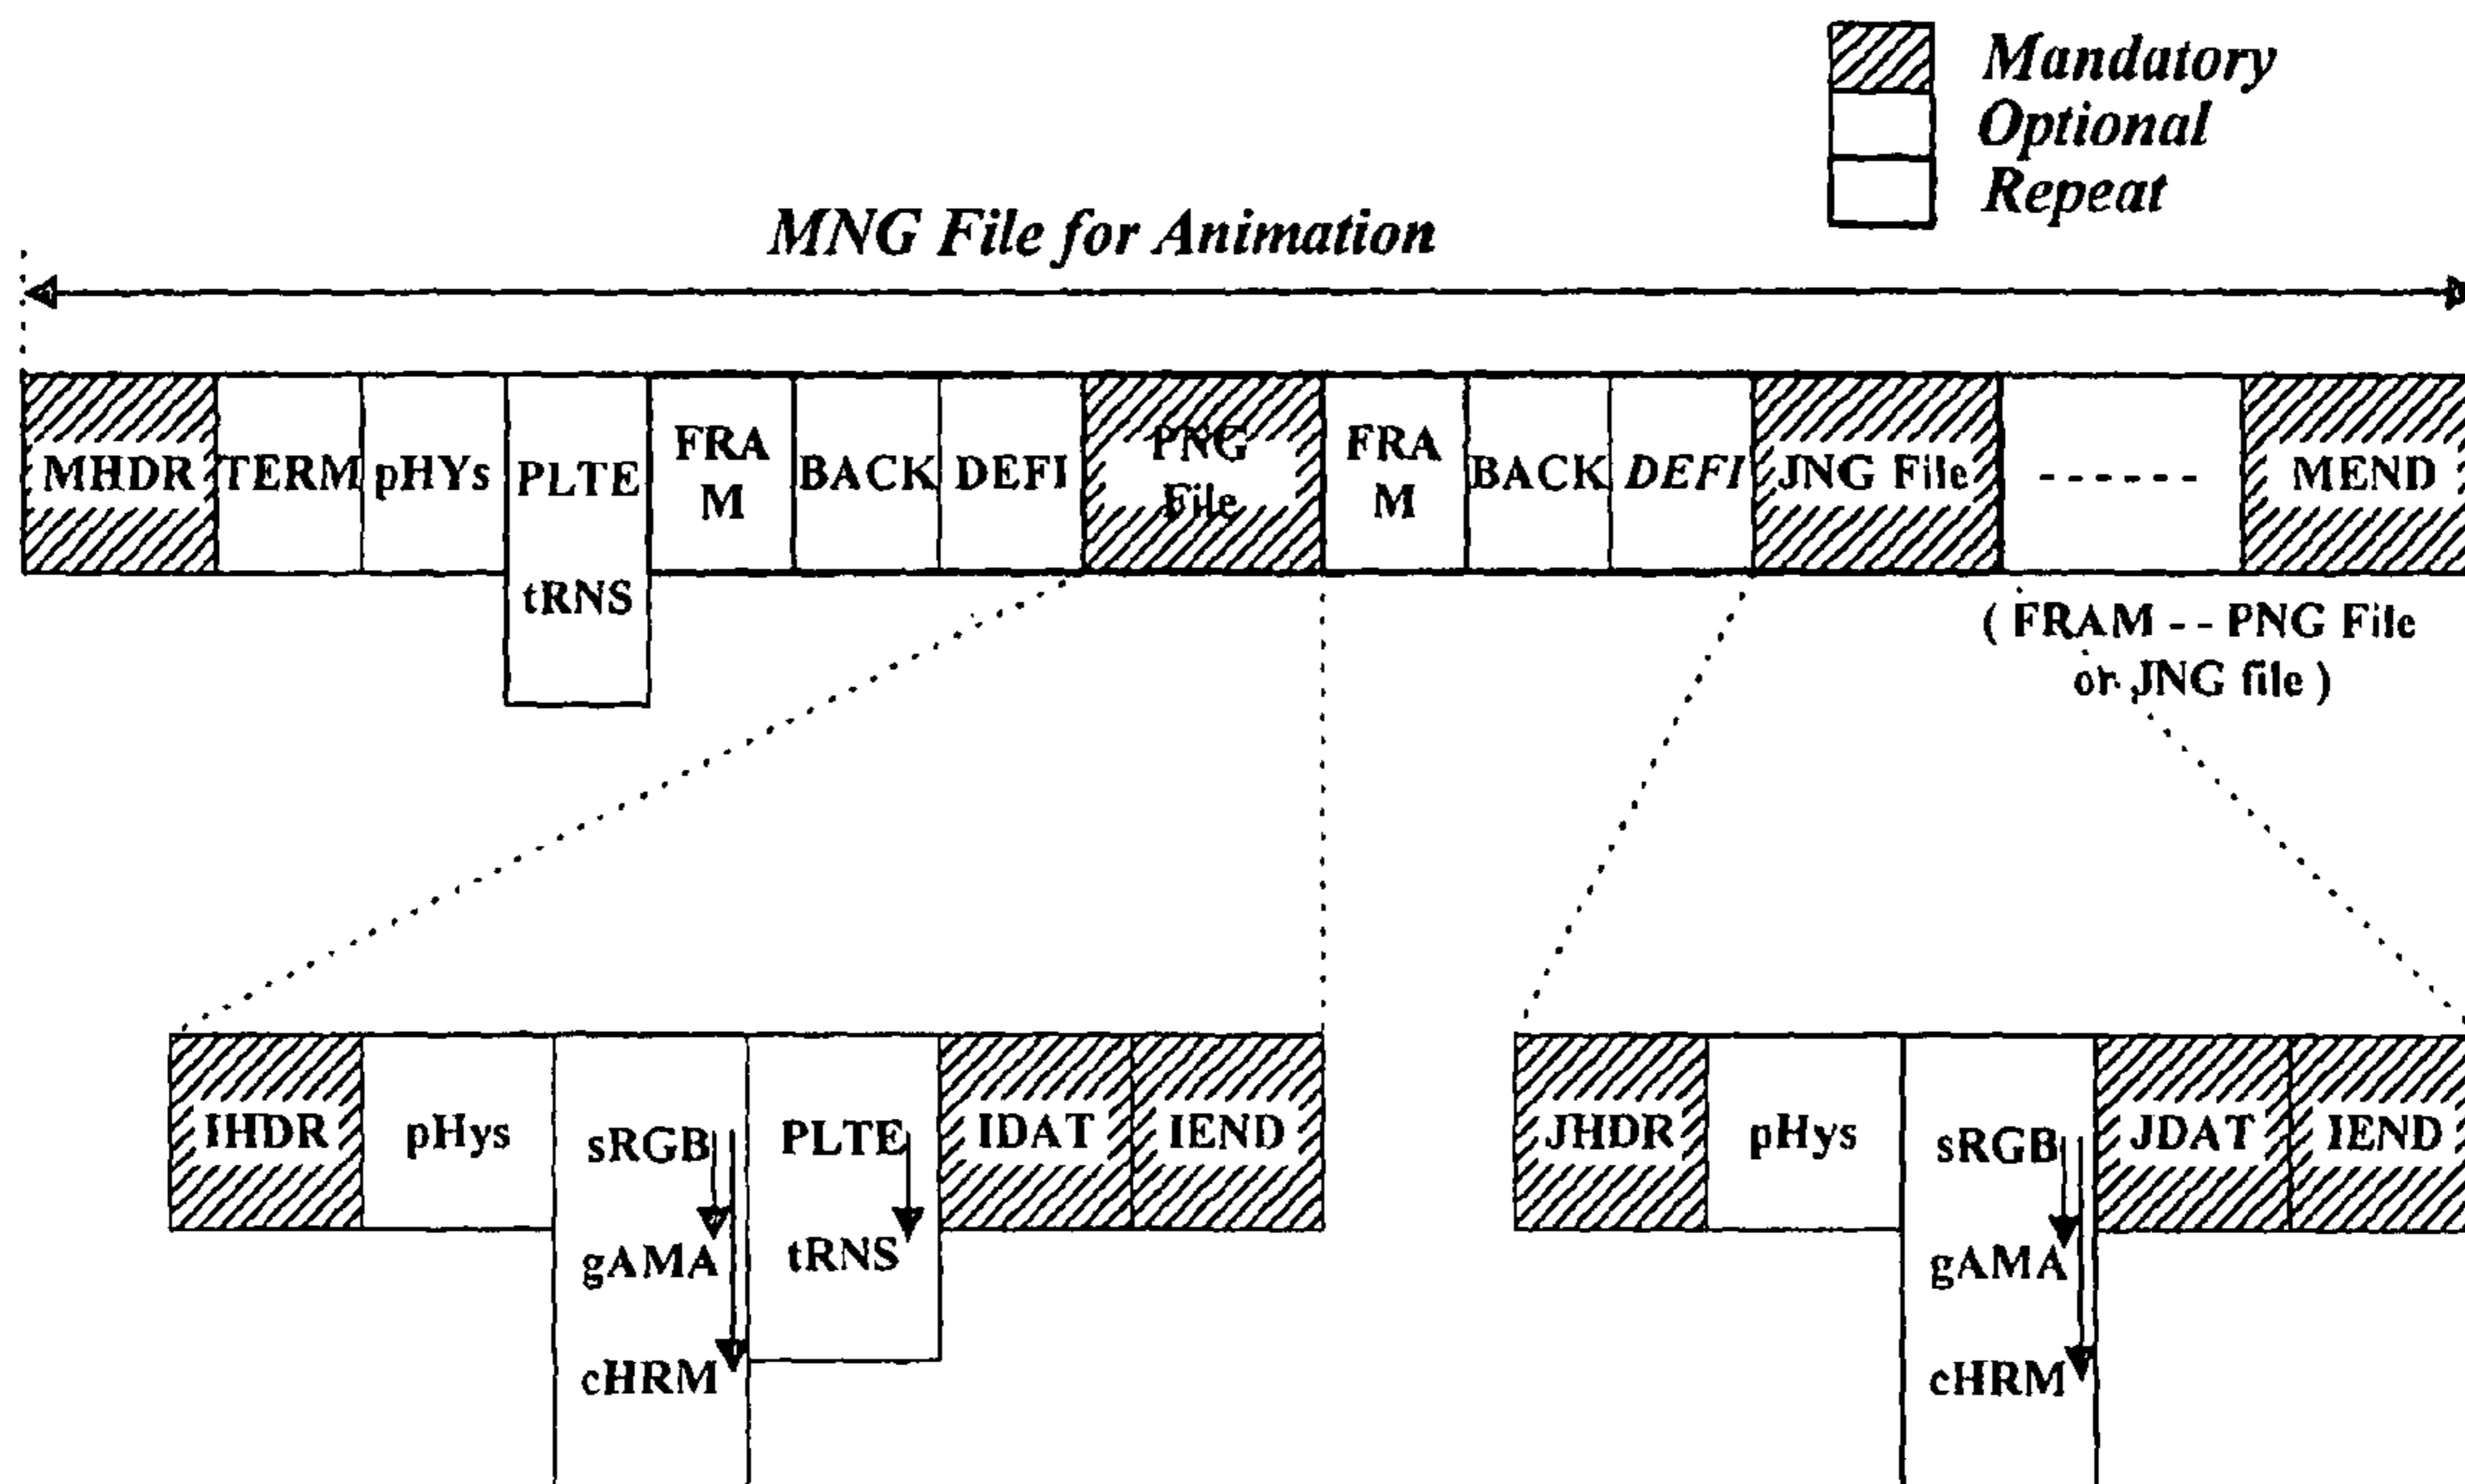 Mandatory
Optional
Repeat
MNG File for Animation
MHDR
TERM
pHYs
PLTE
tRNS
FRA
M
BACK
DEFI
PNG
File
FRA
M
BACK
DEFI
JNG File
------
MEND
( FRAM -- PNG File
or JNG file )
IHDR
pHys
sRGB
gAMA
cHRM
PLTE
tRNS
IDAT
IEND
JHDR
pHys
sRGB
gAMA
cHRM
JDAT
IEND